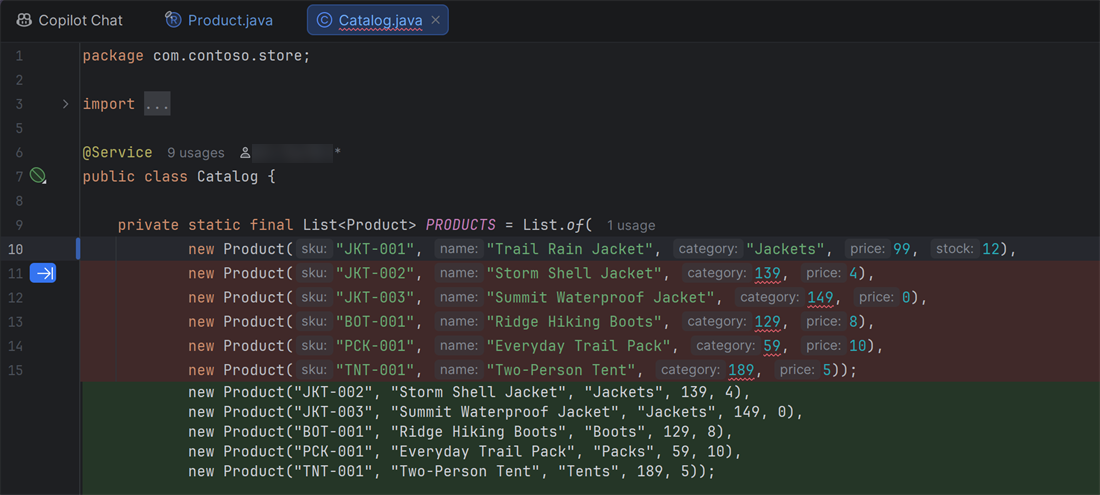 Copilot Chat Product.java Catalog.java
1 package com.contoso.store;
2
3 import ...
5
6 @Service 9 usages *
7 public class Catalog {
8
9 private static final List<Product> PRODUCTS = List.of( 1 usage
10 new Product( sku: "JKT-001", name: "Trail Rain Jacket", category: "Jackets", price: 99, stock: 12),
11 new Product( sku: "JKT-002", name: "Storm Shell Jacket", category: 139, price: 4),
12 new Product( sku: "JKT-003", name: "Summit Waterproof Jacket", category: 149, price: 0),
13 new Product( sku: "BOT-001", name: "Ridge Hiking Boots", category: 129, price: 8),
14 new Product( sku: "PCK-001", name: "Everyday Trail Pack", category: 59, price: 10),
15 new Product( sku: "TNT-001", name: "Two-Person Tent", category: 189, price: 5));
new Product("JKT-002", "Storm Shell Jacket", "Jackets", 139, 4),
new Product("JKT-003", "Summit Waterproof Jacket", "Jackets", 149, 0),
new Product("BOT-001", "Ridge Hiking Boots", "Boots", 129, 8),
new Product("PCK-001", "Everyday Trail Pack", "Packs", 59, 10),
new Product("TNT-001", "Two-Person Tent", "Tents", 189, 5));